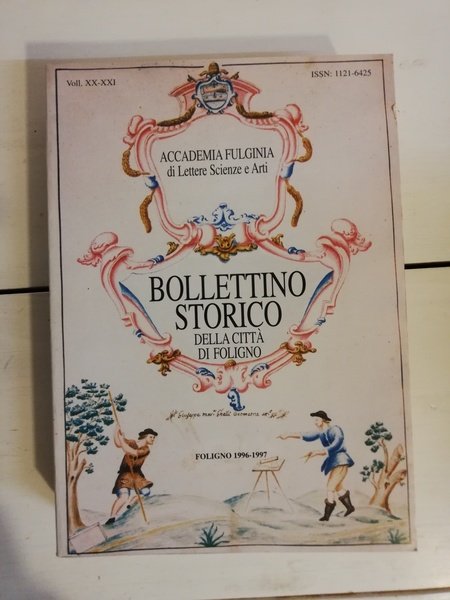 Voll. XX-XXI
ISSN: 1121-6425
ACCADEMIA FULGINIA
di Lettere Scienze e Arti
BOLLETTINO
STORICO
DELLA CITTÀ
DI FOLIGNO
FOLIGNO 1996-1997